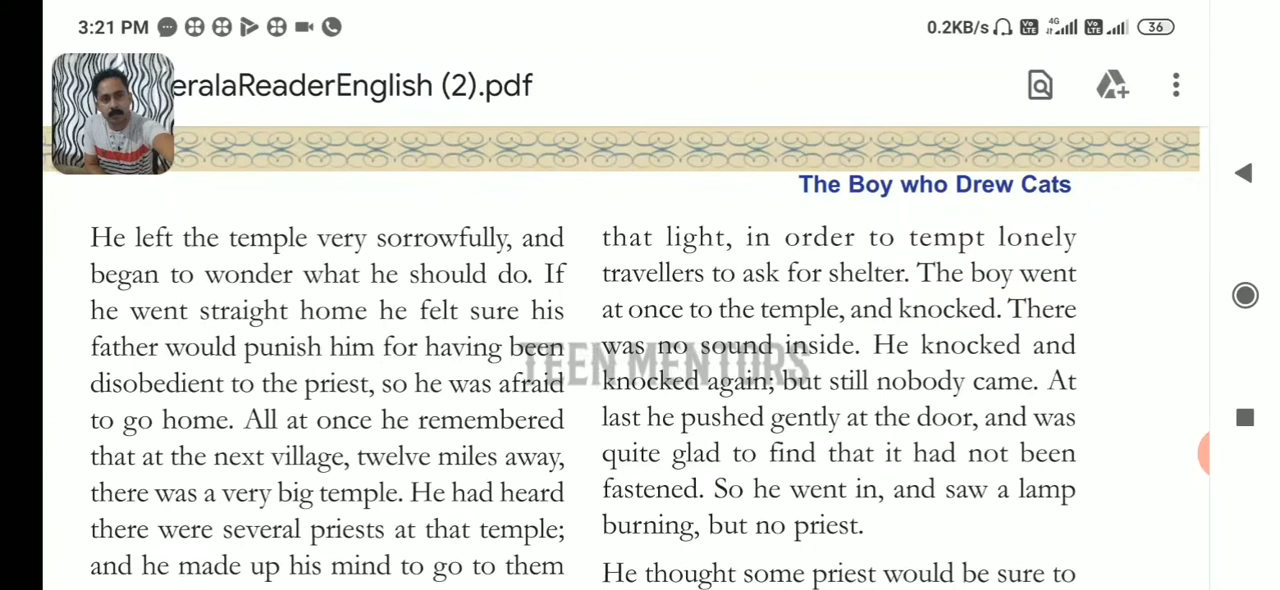 3:21 PM
0.2KB/s
Vo LTE
4G
Vo LTE
36
eralaReaderEnglish (2).pdf
The Boy who Drew Cats
He left the temple very sorrowfully, and
began to wonder what he should do. If
he went straight home he felt sure his
father would punish him for having been
disobedient to the priest, so he was afraid
to go home. All at once he remembered
that at the next village, twelve miles away,
there was a very big temple. He had heard
there were several priests at that temple;
and he made up his mind to go to them
that light, in order to tempt lonely
travellers to ask for shelter. The boy went
at once to the temple, and knocked. There
was no sound inside. He knocked and
knocked again; but still nobody came. At
last he pushed gently at the door, and was
quite glad to find that it had not been
fastened. So he went in, and saw a lamp
burning, but no priest.
He thought some priest would be sure to
TEEN MENTORS